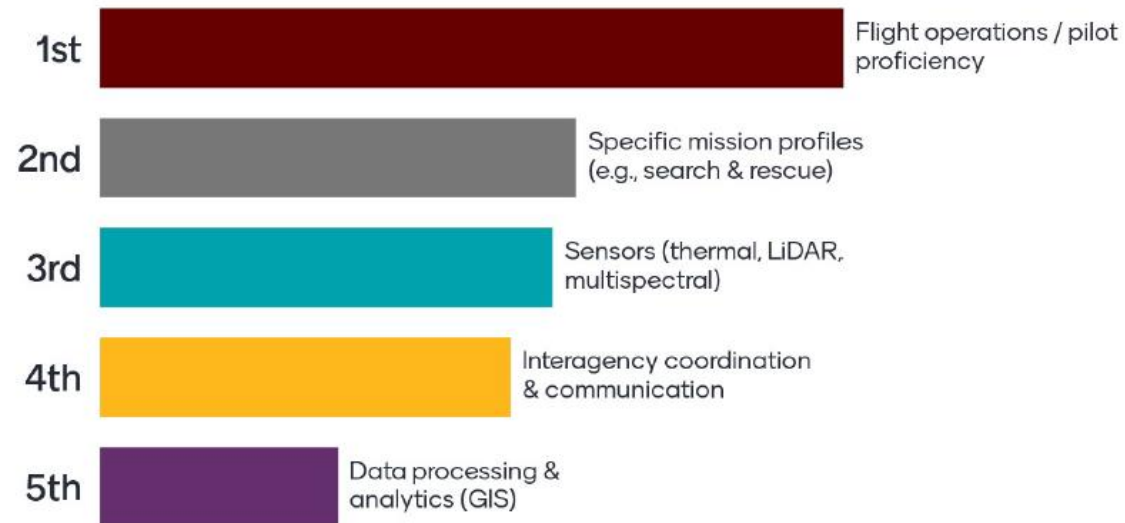 1st
Flight operations / pilot
proficiency
2nd
Specific mission profiles
(e.g., search & rescue)
3rd
Sensors (thermal, LiDAR,
multispectral)
4th
Interagency coordination
& communication
5th
Data processing &
analytics (GIS)